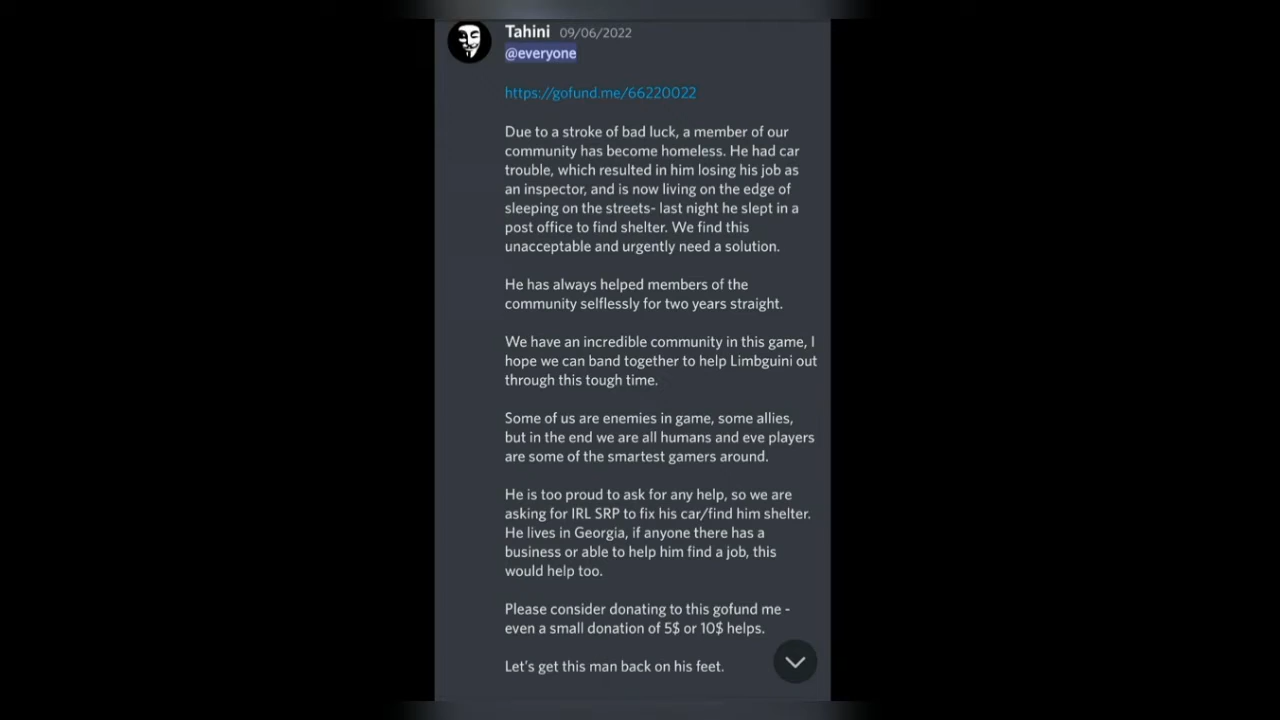 Tahini 09/06/2022
@everyone
https://gofund.me/66220022
Due to a stroke of bad luck, a member of our
community has become homeless. He had car
trouble, which resulted in him losing his job as
an inspector, and is now living on the edge of
sleeping on the streets- last night he slept in a
post office to find shelter. We find this
unacceptable and urgently need a solution.
He has always helped members of the
community selflessly for two years straight.
We have an incredible community in this game, I
hope we can band together to help Limbguini out
through this tough time.
Some of us are enemies in game, some allies,
but in the end we are all humans and eve players
are some of the smartest gamers around.
He is too proud to ask for any help, so we are
asking for IRL SRP to fix his car/find him shelter.
He lives in Georgia, if anyone there has a
business or able to help him find a job, this
would help too.
Please consider donating to this gofund me -
even a small donation of 5$ or 10$ helps.
Let's get this man back on his feet.